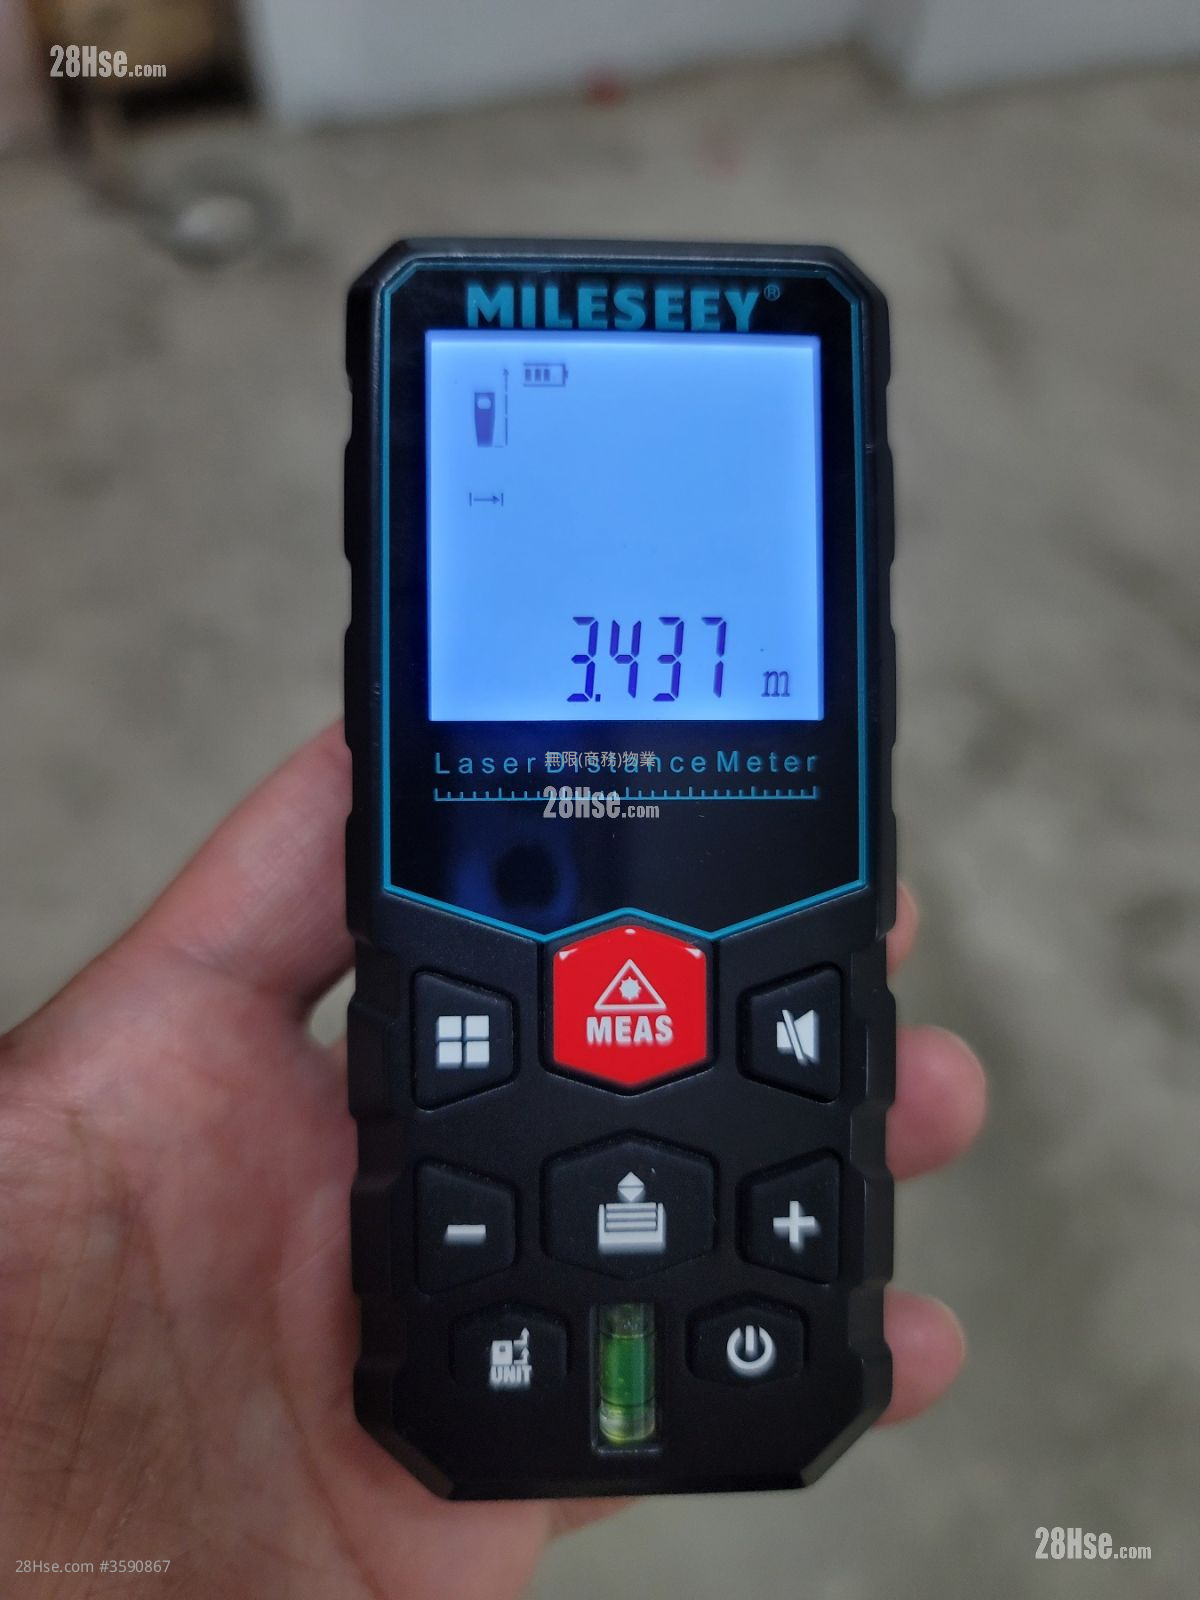 28Hse.com
MILESEEY®
3.437 m
Laser Distance Meter
無限(商務)物業
28Hse.com
MEAS
UNIT
28Hse.com #3590867
28Hse.com